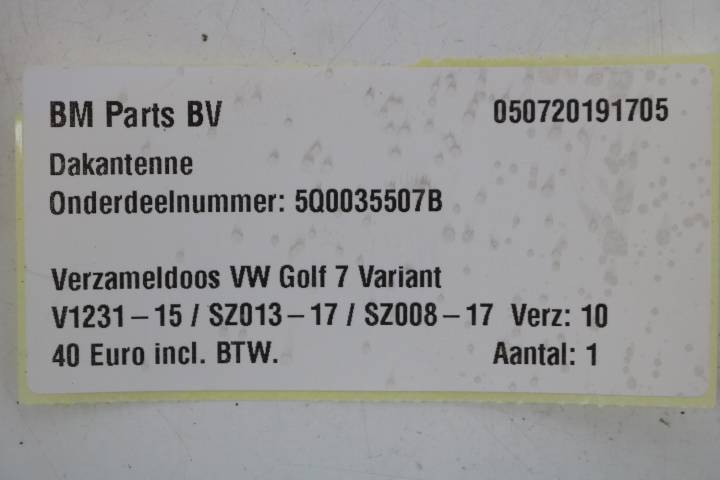 BM Parts BV 050720191705
Dakantenne
Onderdeelnummer: 5Q0035507B
Verzameldoos VW Golf 7 Variant
V1231-15 / SZ013-17 / SZ008-17 Verz: 10
40 Euro incl. BTW. Aantal: 1